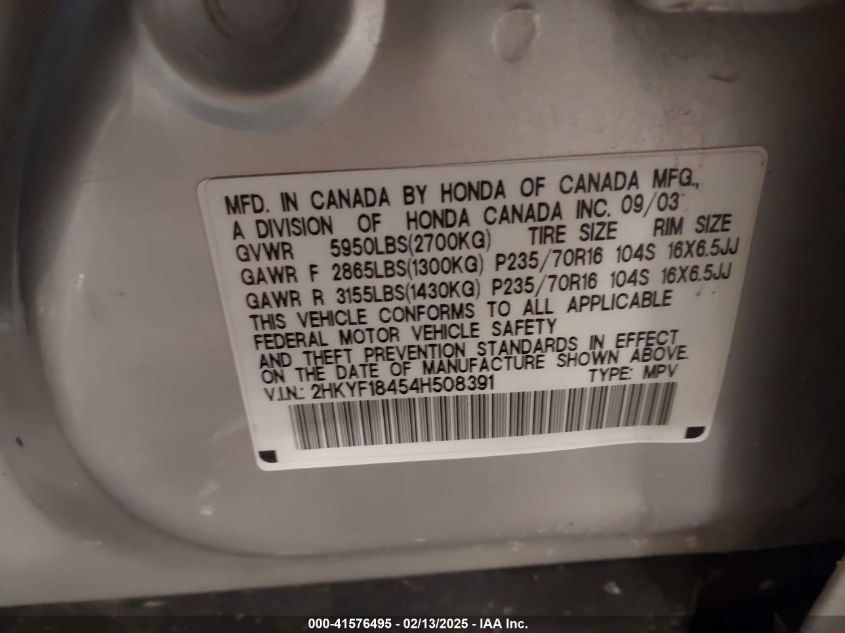 MFD. IN CANADA BY HONDA OF CANADA MFG.,
A DIVISION OF HONDA CANADA INC. 09/03
GVWR 5950LBS(2700KG) TIRE SIZE RIM SIZE
GAWR F 2865LBS(1300KG) P235/70R16 104S 16X6.5JJ
GAWR R 3155LBS(1430KG) P235/70R16 104S 16X6.5JJ
THIS VEHICLE CONFORMS TO ALL APPLICABLE
FEDERAL MOTOR VEHICLE SAFETY
AND THEFT PREVENTION STANDARDS IN EFFECT
ON THE DATE OF MANUFACTURE SHOWN ABOVE.
V.I.N.: 2HKYF18454H508391 TYPE: MPV
000-41576495 - 02/13/2025 - IAA Inc.